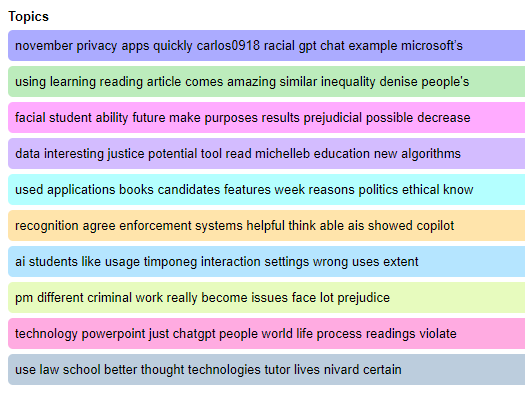 Topics
november privacy apps quickly carlos0918 racial gpt chat example microsoft's
using learning reading article comes amazing similar inequality denise people's
facial student ability future make purposes results prejudicial possible decrease
data interesting justice potential tool read michelleb education new algorithms
used applications books candidates features week reasons politics ethical know
recognition agree enforcement systems helpful think able ais showed copilot
ai students like usage timponeg interaction settings wrong uses extent
pm different criminal work really become issues face lot prejudice
technology powerpoint just chatgpt people world life process readings violate
use law school better thought technologies tutor lives nivard certain